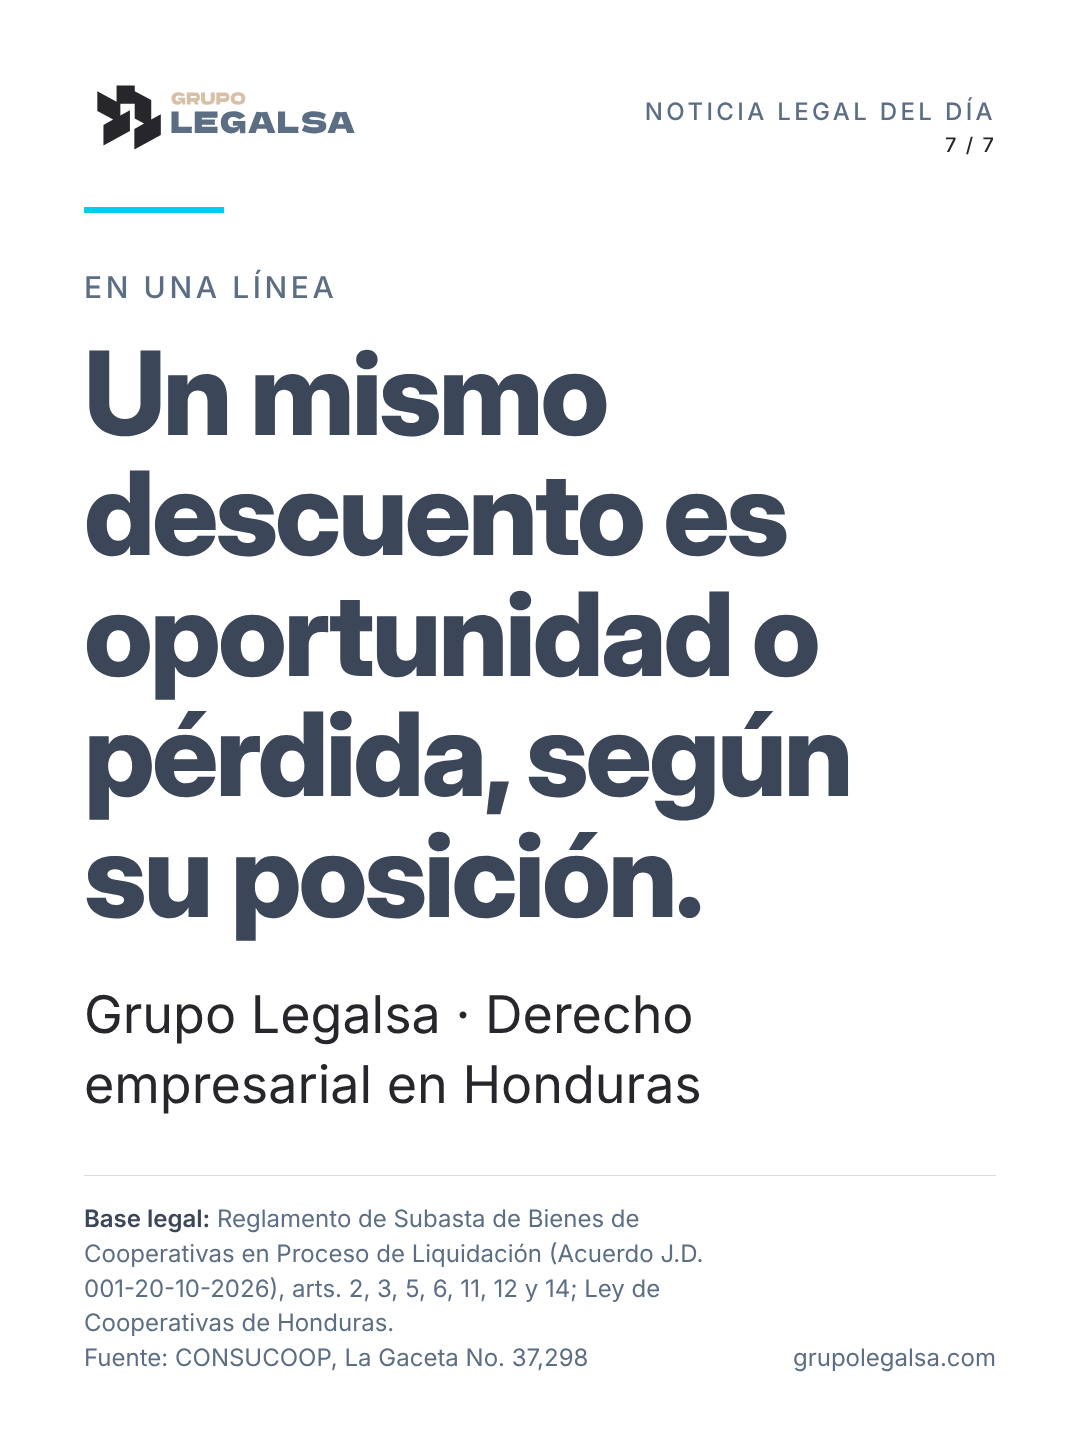 GRUPO
LEGALSA
NOTICIA LEGAL DEL DÍA
7 / 7
EN UNA LÍNEA
Un mismo
descuento es
oportunidad o
pérdida, según
su posición.
Grupo Legalsa · Derecho
empresarial en Honduras
Base legal: Reglamento de Subasta de Bienes de
Cooperativas en Proceso de Liquidación (Acuerdo J.D.
001-20-10-2026), arts. 2, 3, 5, 6, 11, 12 y 14; Ley de
Cooperativas de Honduras.
Fuente: CONSUCOOP, La Gaceta No. 37,298
grupolegalsa.com